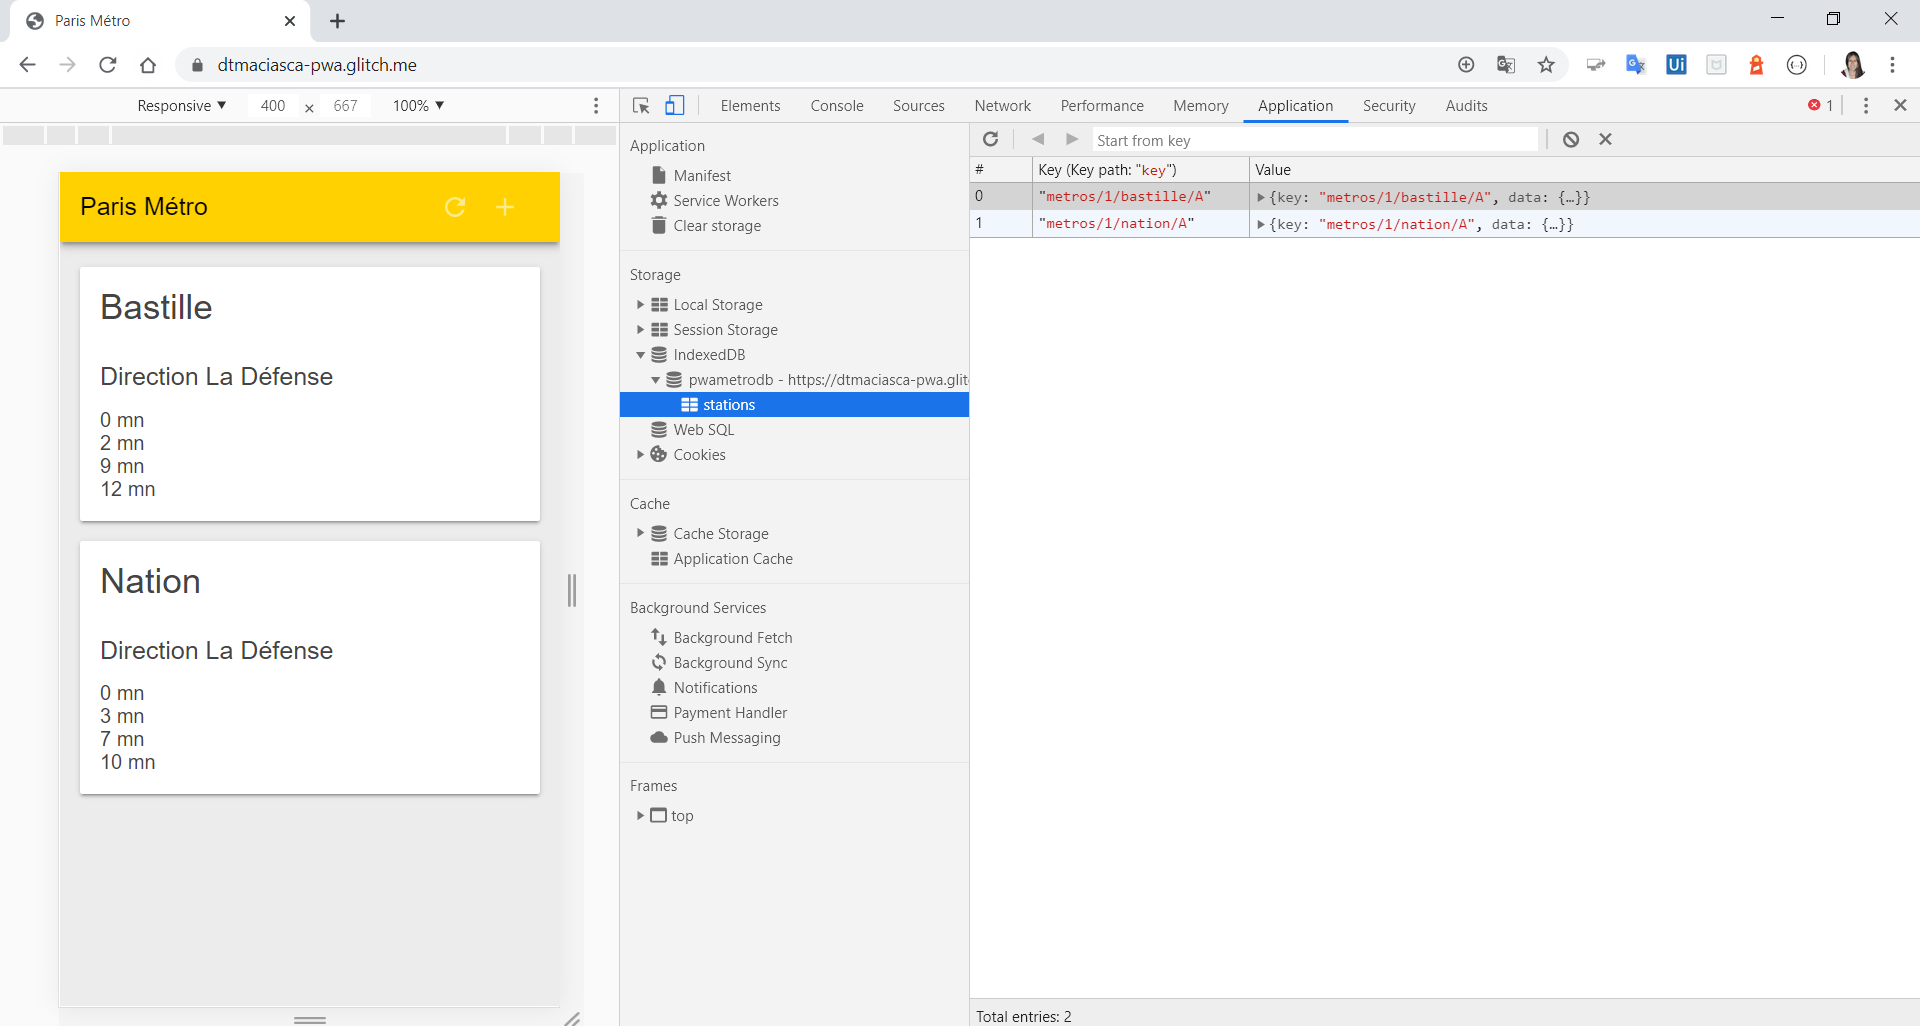 Paris Métro
dtmaciasca-pwa.glitch.me
Responsive ▼ 400 x 667 100% ▼
Elements Console Sources Network Performance Memory Application Security Audits 1
Paris Métro
Bastille
Direction La Défense
0 mn
2 mn
9 mn
12 mn
Nation
Direction La Défense
0 mn
3 mn
7 mn
10 mn
Application
Manifest
Service Workers
Clear storage
Storage
Local Storage
Session Storage
IndexedDB
pwametrodb - https://dtmaciasca-pwa.glit
stations
Web SQL
Cookies
Cache
Cache Storage
Application Cache
Background Services
Background Fetch
Background Sync
Notifications
Payment Handler
Push Messaging
Frames
top
Start from key
# Key (Key path: "key") Value
0 "metros/1/bastille/A" {key: "metros/1/bastille/A", data: {…}}
1 "metros/1/nation/A" {key: "metros/1/nation/A", data: {…}}
Total entries: 2